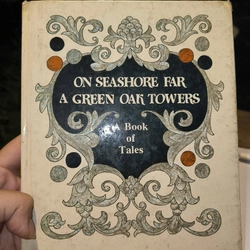 ON SEASHORE FAR
A GREEN OAK TOWERS
A Book
of
Tales